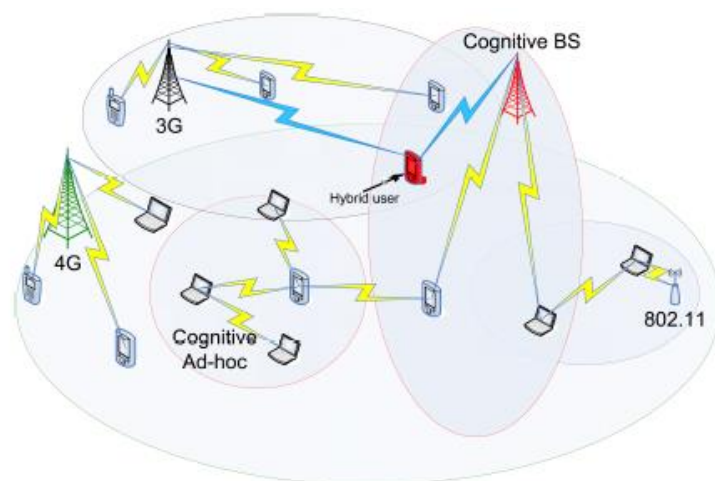 Cognitive BS
3G
Hybrid user
4G
802.11
Cognitive
Ad-hoc